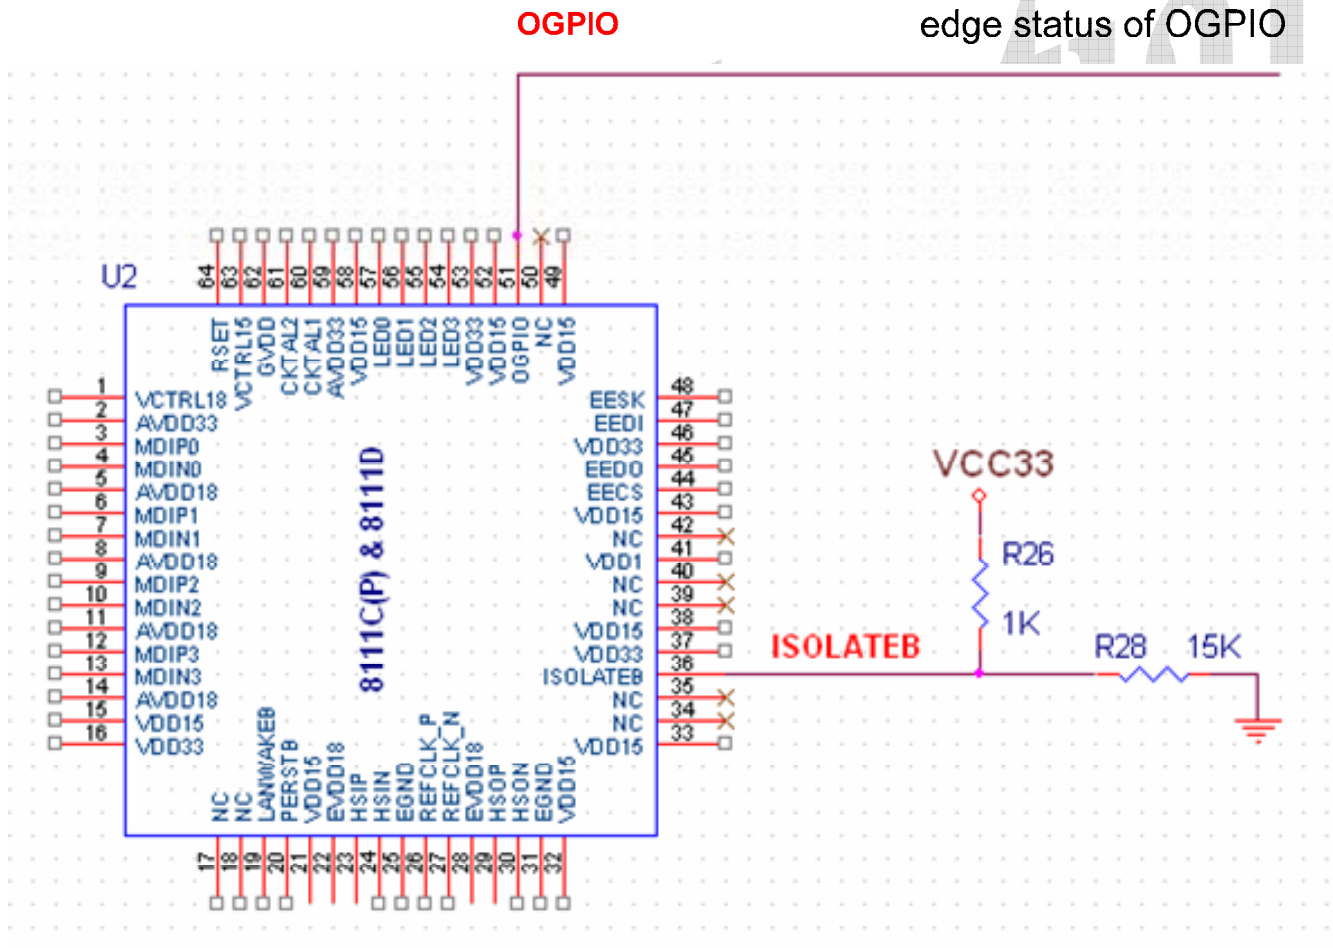 OGPIO
edge status of OGPIO
U2
64 63 62 61 60 59 58 57 56 55 54 53 52 51 50 49
RSET VCTRL15 GVDD CKTAL2 CKTAL1 AVDD33 VDD15 LED0 LED1 LED2 LED3 VDD33 VDD15 OGPIO NC VDD15
1 VCTRL18
2 AVDD33
3 MDIP0
4 MDIN0
5 AVDD18
6 MDIP1
7 MDIN1
8 AVDD18
9 MDIP2
10 MDIN2
11 AVDD18
12 MDIP3
13 MDIN3
14 AVDD18
15 VDD15
16 VDD33
8111C(P) & 8111D
EESK 48
EEDI 47
VDD33 46
EEDO 45
EECS 44
VDD15 43
NC 42
VDD1 41
NC 40
NC 39
VDD15 38
VDD33 37
ISOLATEB 36
NC 35
NC 34
VDD15 33
NC NC LANWAKEB PERSTB VDD15 EVDD18 HSIP HSIN EGND REFCLK_P REFCLK_N EVDD18 HSOP HSON EGND VDD15
17 18 19 20 21 22 23 24 25 26 27 28 29 30 31 32
VCC33
R26
1K
ISOLATEB
R28 15K